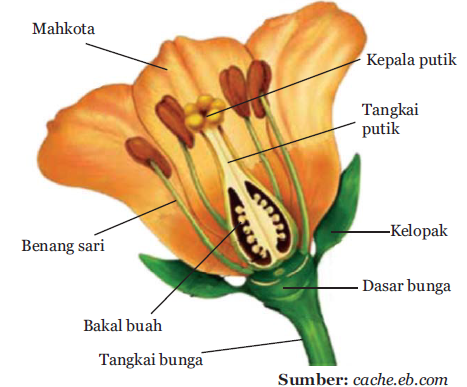 Mahkota
Kepala putik
Tangkai
putik
Benang sari
Kelopak
Dasar bunga
Bakal buah
Tangkai bunga
Sumber: cache.eb.com